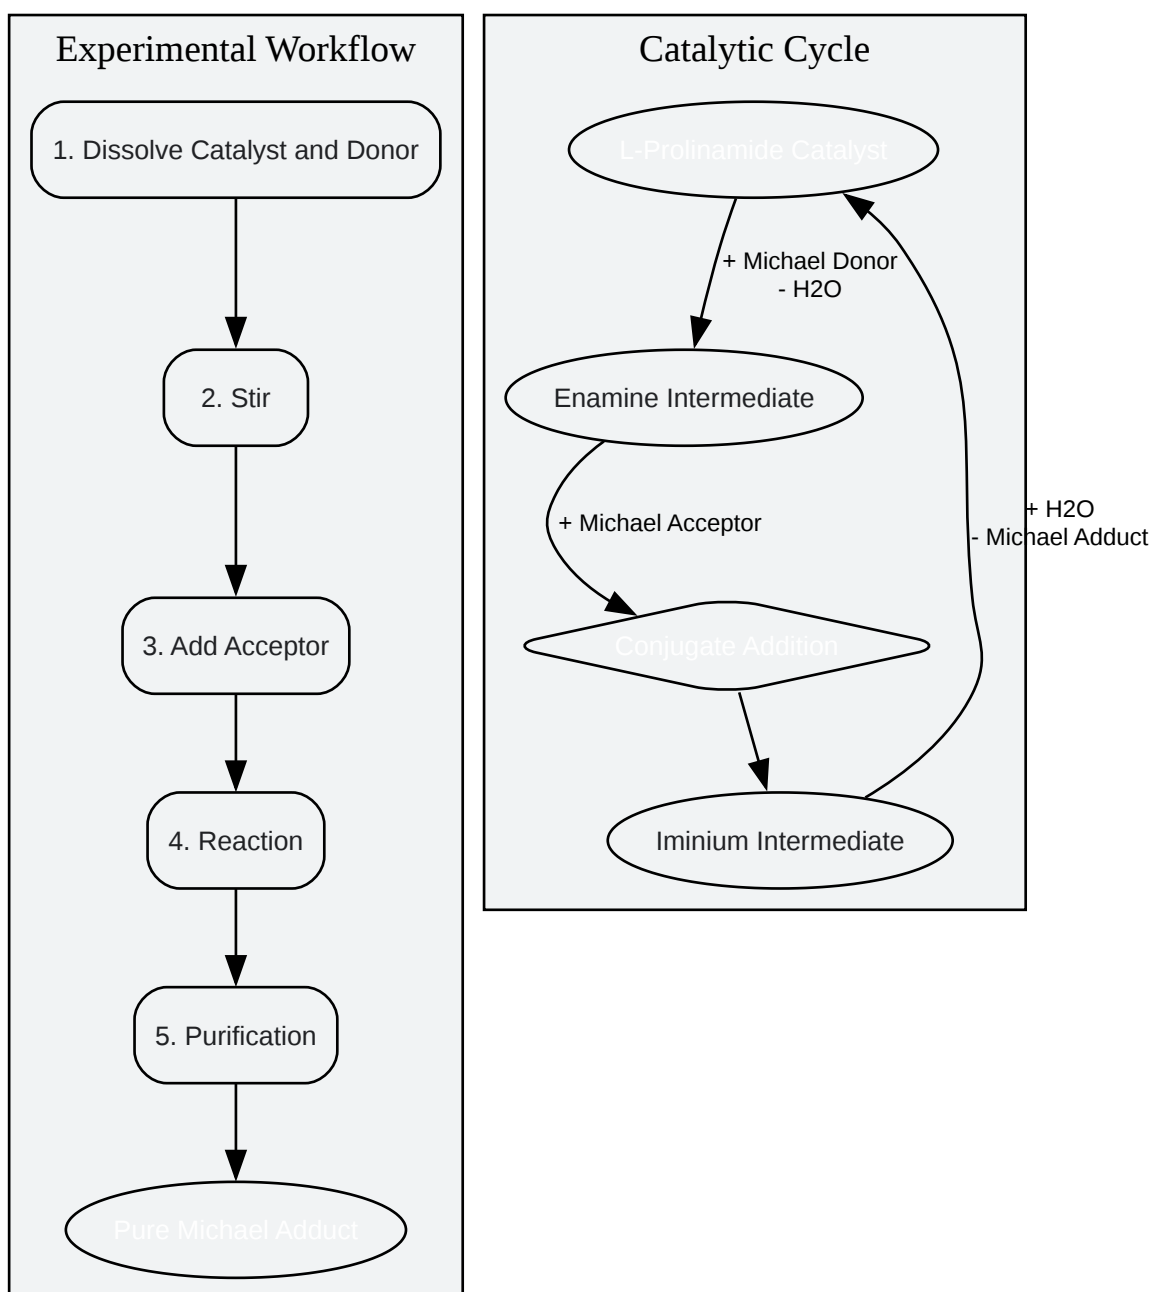 Experimental Workflow
1. Dissolve Catalyst and Donor
2. Stir
3. Add Acceptor
4. Reaction
5. Purification
Pure Michael Adduct
Catalytic Cycle
L-Prolinamide Catalyst
+ Michael Donor
- H2O
Enamine Intermediate
+ Michael Acceptor
Conjugate Addition
Iminium Intermediate
+ H2O
- Michael Adduct